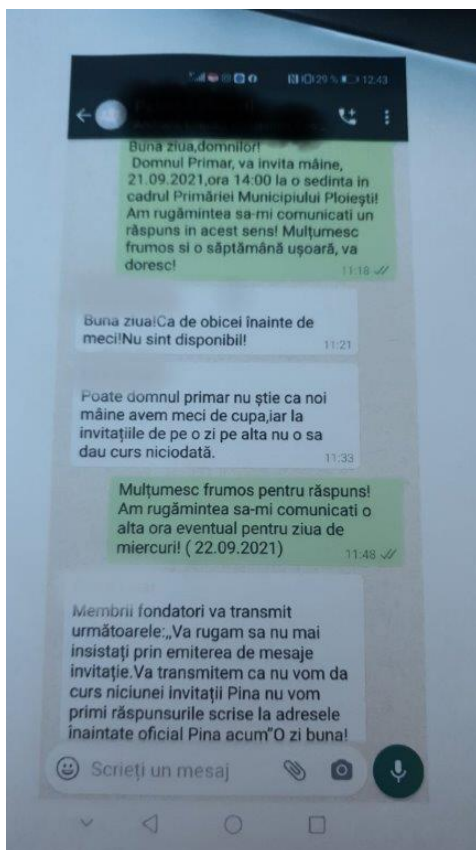 29 % 12:43
Buna ziua,domnilor!
Domnul Primar, va invita mâine,
21.09.2021,ora 14:00 la o sedinta in
cadrul Primăriei Municipiului Ploiești!
Am rugămintea sa-mi comunicati un
răspuns in acest sens! Mulțumesc
frumos si o săptămână ușoară, va
doresc!
11:18
Buna ziua!Ca de obicei înainte de
meci!Nu sint disponibil!
11:21
Poate domnul primar nu știe ca noi
mâine avem meci de cupa,iar la
invitațiile de pe o zi pe alta nu o sa
dau curs niciodată.
11:33
Mulțumesc frumos pentru răspuns!
Am rugămintea sa-mi comunicati o
alta ora eventual pentru ziua de
miercuri! ( 22.09.2021)
11:48
Membrii fondatori va transmit
următoarele:„Va rugam sa nu mai
insistați prin emiterea de mesaje
invitație.Va transmitem ca nu vom da
curs niciunei invitații Pina nu vom
primi răspunsurile scrise la adresele
inaintate oficial Pina acum"O zi buna!
Scrieți un mesaj